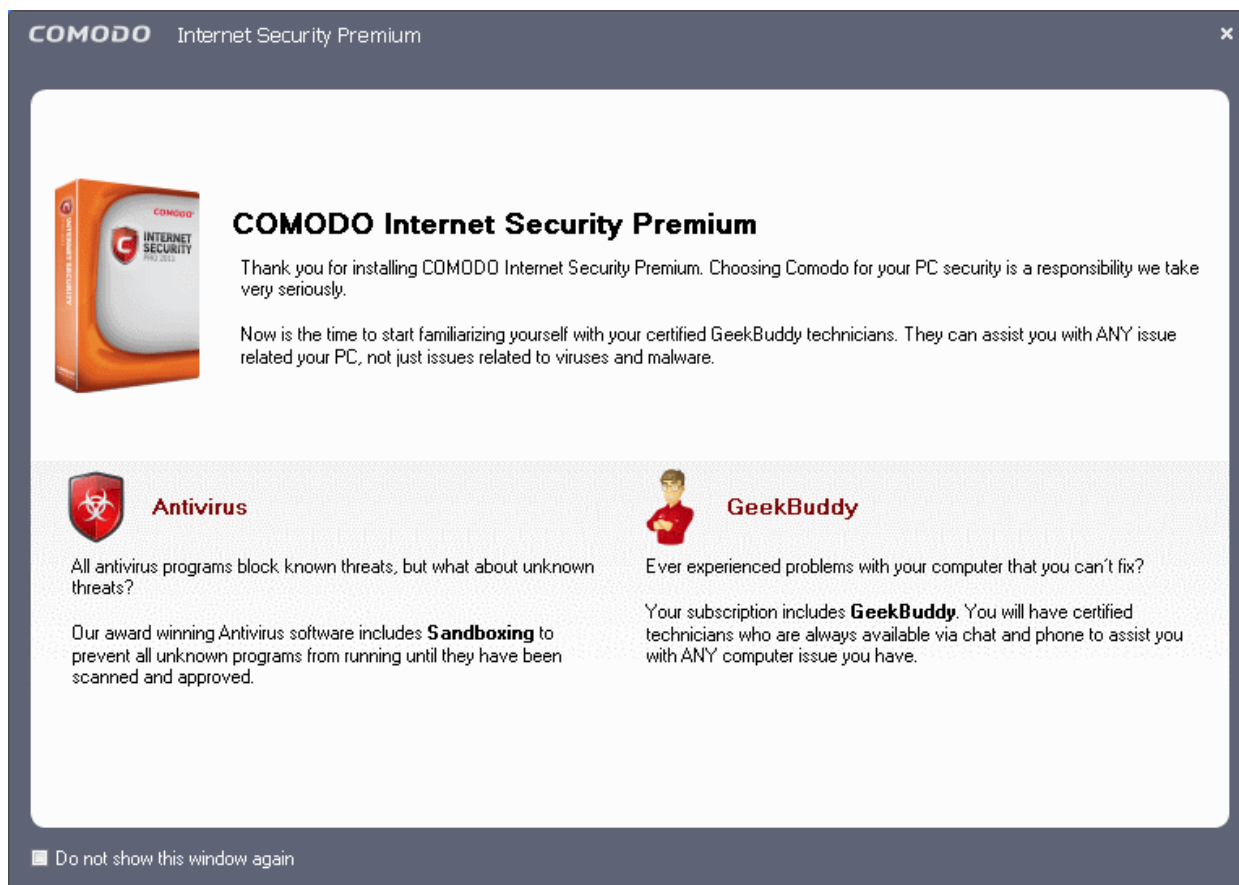 COMODO Internet Security Premium
COMODO
INTERNET
SECURITY
PRO 2013
INTERNET SECURITY
COMODO Internet Security Premium
Thank you for installing COMODO Internet Security Premium. Choosing Comodo for your PC security is a responsibility we take
very seriously.
Now is the time to start familiarizing yourself with your certified GeekBuddy technicians. They can assist you with ANY issue
related your PC, not just issues related to viruses and malware.
Antivirus
All antivirus programs block known threats, but what about unknown
threats?
Our award winning Antivirus software includes Sandboxing to
prevent all unknown programs from running until they have been
scanned and approved.
GeekBuddy
Ever experienced problems with your computer that you can´t fix?
Your subscription includes GeekBuddy. You will have certified
technicians who are always available via chat and phone to assist you
with ANY computer issue you have.
Do not show this window again